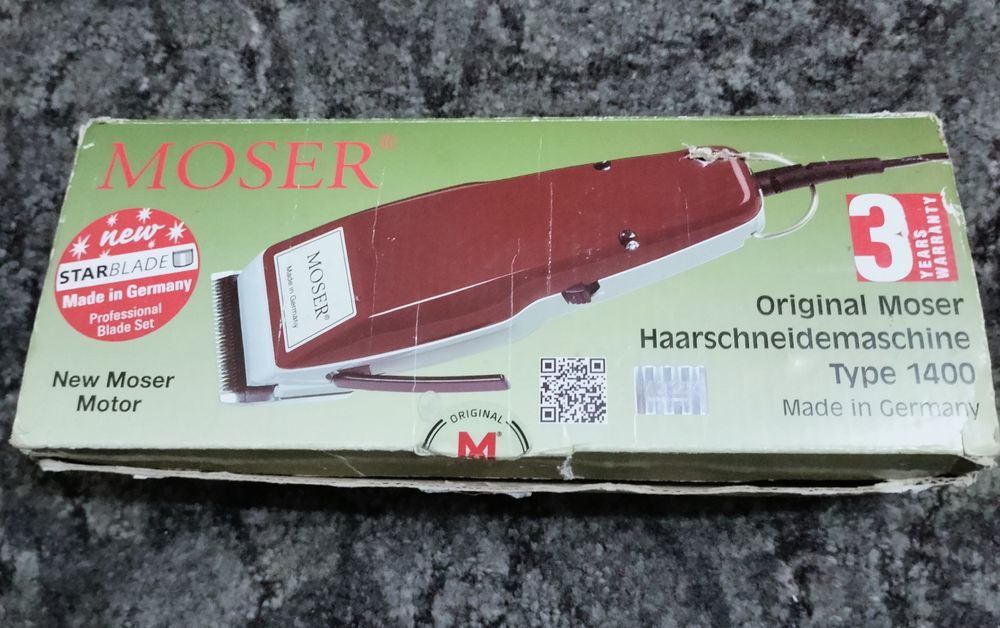 MOSER®
new
STARBLADE
Made in Germany
Professional
Blade Set
New Moser
Motor
MOSER®
Made in Germany
ORIGINAL
M®
3
YEARS
WARRANTY
Original Moser
Haarschneidemaschine
Type 1400
Made in Germany